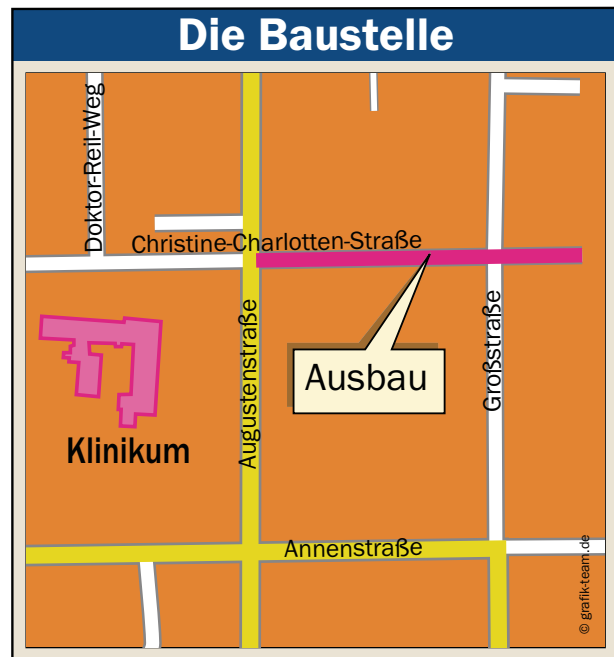 Die Baustelle
Doktor-Reil-Weg
Christine-Charlotten-Straße
Augustenstraße
Großstraße
Ausbau
Klinikum
Annenstraße
© grafik-team.de